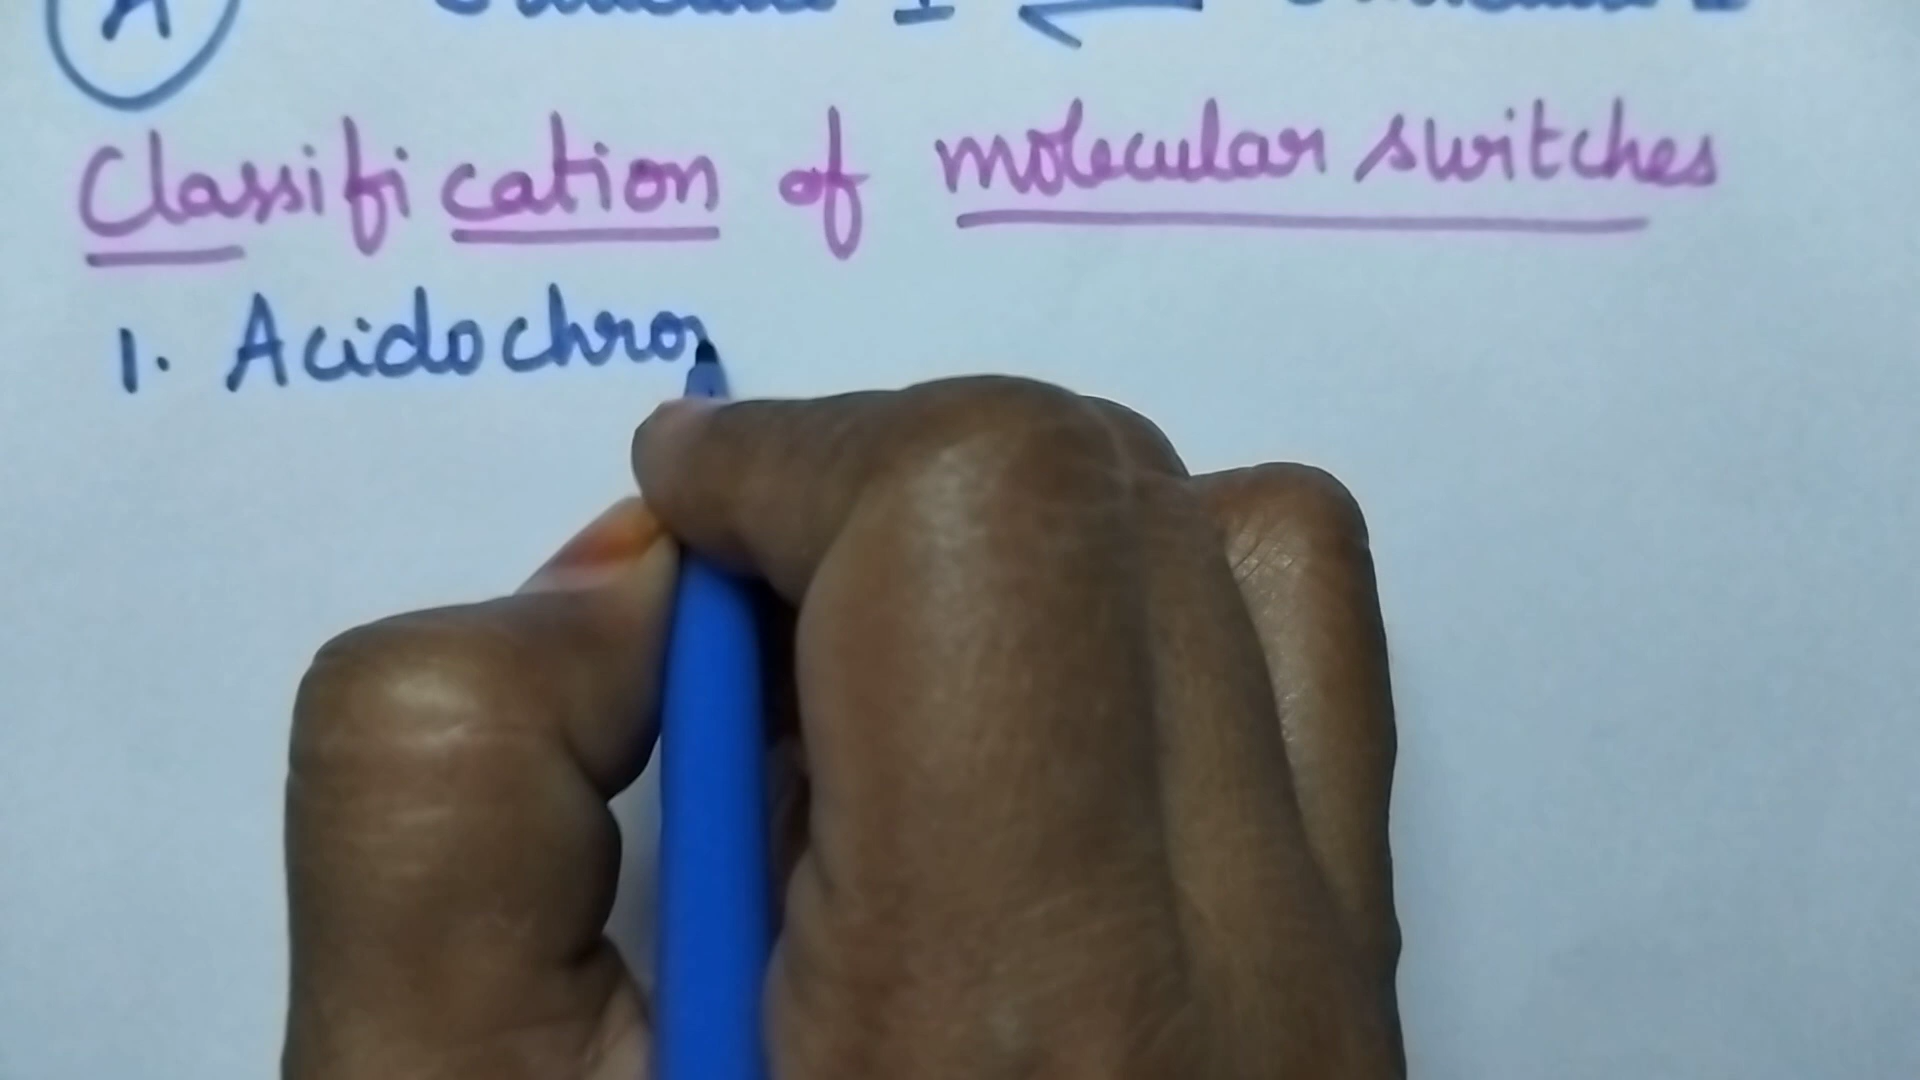 A
Classification of molecular switches
1. Acidochro